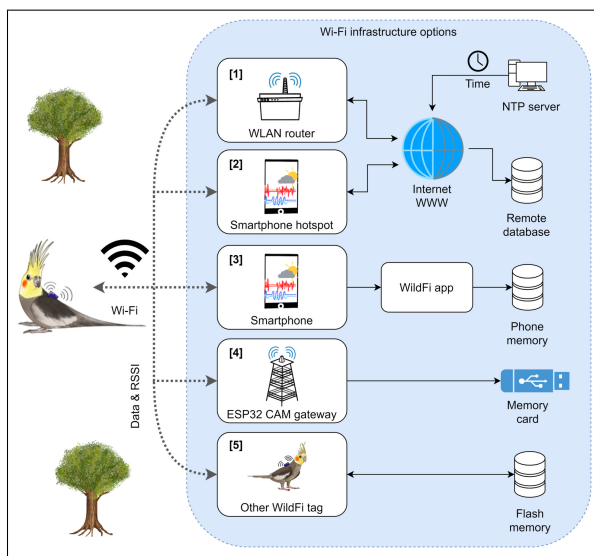 Wi-Fi infrastructure options
[1]
WLAN router
Time
NTP server
[2]
Smartphone hotspot
Internet
WWW
Remote
database
Wi-Fi
[3]
Smartphone
WildFi app
Phone
memory
Data & RSSI
[4]
ESP32 CAM gateway
Memory
card
[5]
Other WildFi tag
Flash
memory